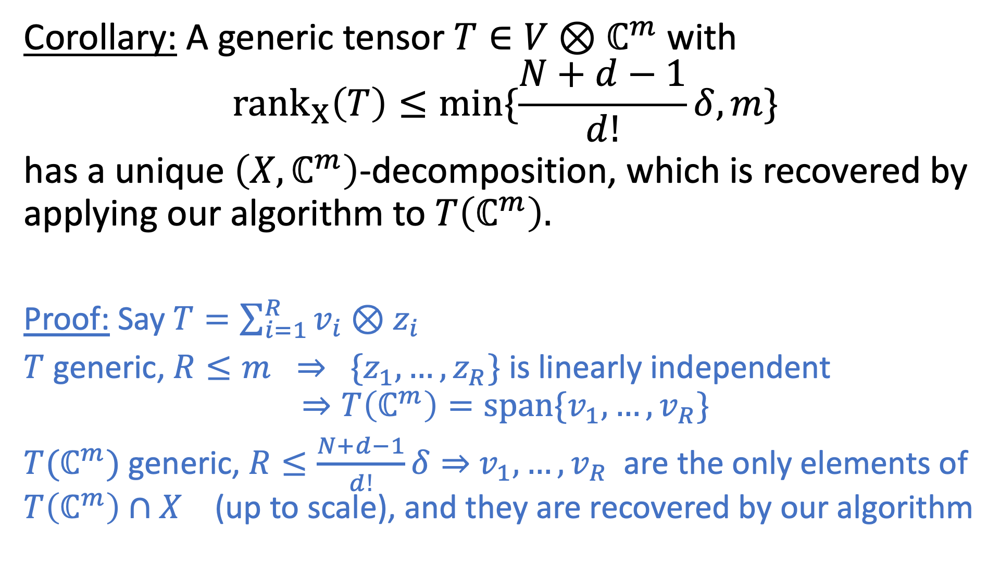 Corollary: A generic tensor 𝑇 ∈ 𝑉 ⊗ ℂ^𝑚 with
rank_X(𝑇) ≤ min{(𝑁 + 𝑑 − 1)/𝑑! 𝛿, 𝑚}
has a unique (𝑋, ℂ^𝑚)-decomposition, which is recovered by
applying our algorithm to 𝑇(ℂ^𝑚).
Proof: Say 𝑇 = ∑_{𝑖=1}^{𝑅} 𝑣_𝑖 ⊗ 𝑧_𝑖
𝑇 generic, 𝑅 ≤ 𝑚 ⇒ {𝑧_1, … , 𝑧_𝑅} is linearly independent
⇒ 𝑇(ℂ^𝑚) = span{𝑣_1, … , 𝑣_𝑅}
𝑇(ℂ^𝑚) generic, 𝑅 ≤ (𝑁+𝑑−1)/𝑑! 𝛿 ⇒ 𝑣_1, … , 𝑣_𝑅 are the only elements of
𝑇(ℂ^𝑚) ∩ 𝑋 (up to scale), and they are recovered by our algorithm